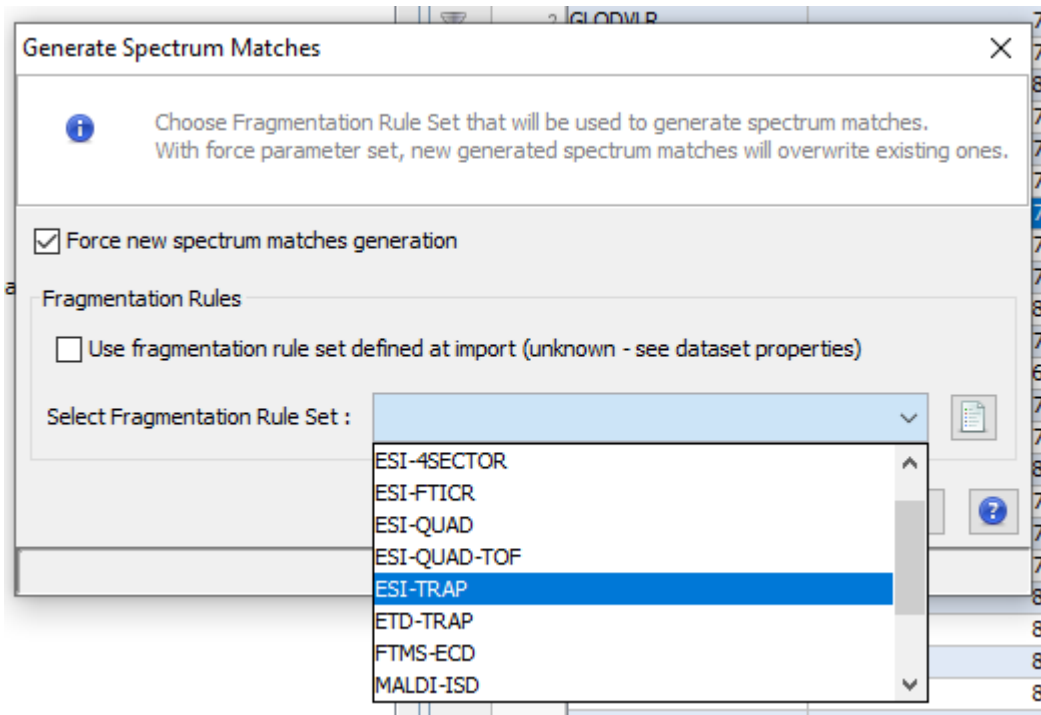 2 GLQDVLR
Generate Spectrum Matches
Choose Fragmentation Rule Set that will be used to generate spectrum matches.
With force parameter set, new generated spectrum matches will overwrite existing ones.
Force new spectrum matches generation
Fragmentation Rules
Use fragmentation rule set defined at import (unknown - see dataset properties)
Select Fragmentation Rule Set :
ESI-4SECTOR
ESI-FTICR
ESI-QUAD
ESI-QUAD-TOF
ESI-TRAP
ETD-TRAP
FTMS-ECD
MALDI-ISD